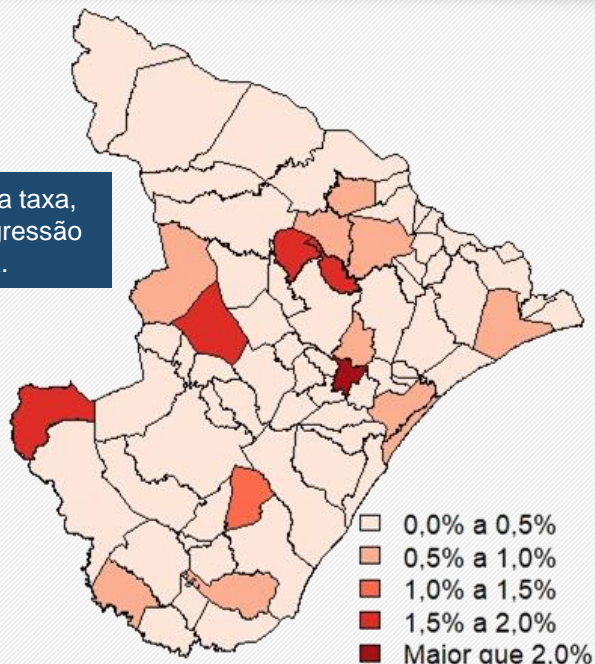 a taxa,
gressão
.
0,0% a 0,5%
0,5% a 1,0%
1,0% a 1,5%
1,5% a 2,0%
Maior que 2,0%